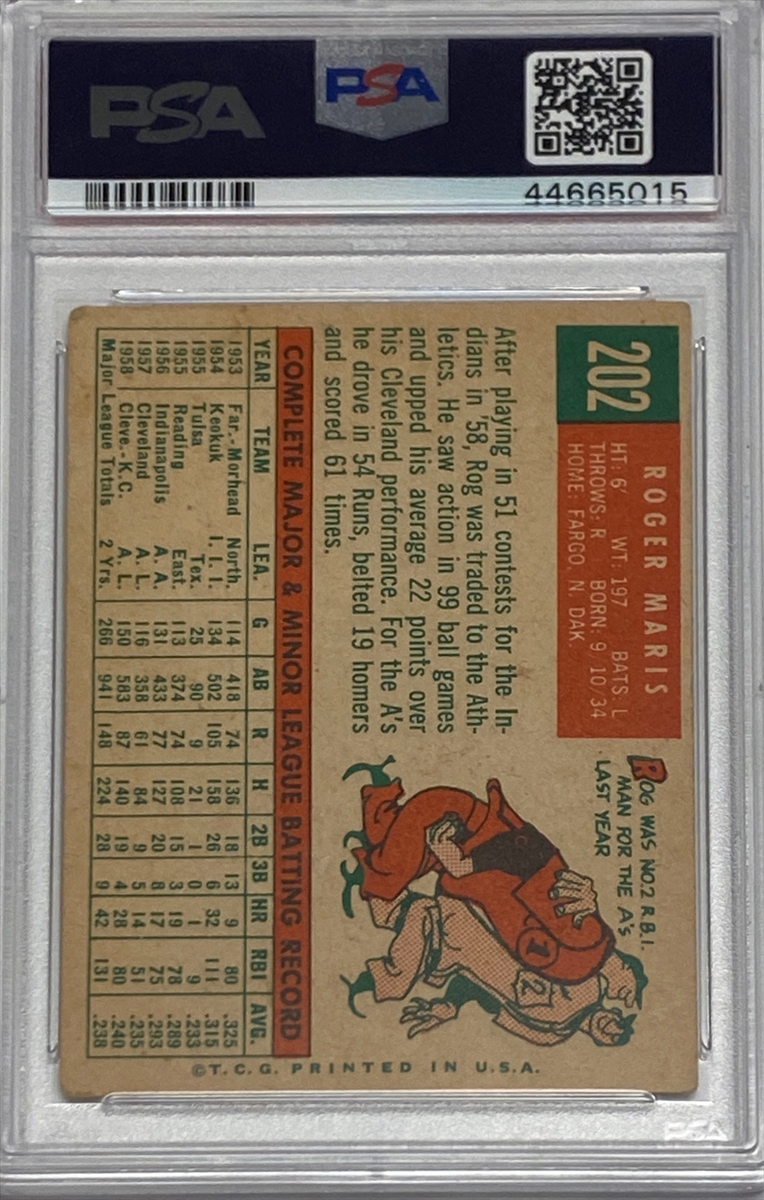 PSA
PSA
44665015
202
ROGER MARIS
HT: 6' WT: 197 BATS: L
THROWS: R BORN: 9/10/34
HOME: FARGO, N. DAK.
ROG WAS NO.2 R.B.I.
MAN FOR THE A's
LAST YEAR
1
2
After playing in 51 contests for the In-
dians in '58, Rog was traded to the Ath-
letics. He saw action in 99 ball games
and upped his average 22 points over
his Cleveland performance. For the A's
he drove in 54 Runs, belted 19 homers
and scored 61 times.
COMPLETE MAJOR & MINOR LEAGUE BATTING RECORD
YEAR TEAM LEA. G AB R H 2B 3B HR RBI AVG.
1953 Far.-Morhead North. 114 418 74 136 18 13 9 80 .325
1954 Keokuk I. I. I. 134 502 105 158 26 6 32 111 .315
1955 Tulsa Tex. 25 90 9 21 1 0 1 9 .233
1955 Reading East. 113 374 74 108 15 3 19 78 .289
1956 Indianapolis A. A. 131 433 77 127 20 8 17 75 .293
1957 Cleveland A. L. 116 358 61 84 9 5 14 51 .235
1958 Cleve.-K.C. A. L. 150 583 87 140 19 4 28 80 .240
Major League Totals 2 Yrs. 266 941 148 224 28 9 42 131 .238
©T.C.G. PRINTED IN U.S.A.
PSA